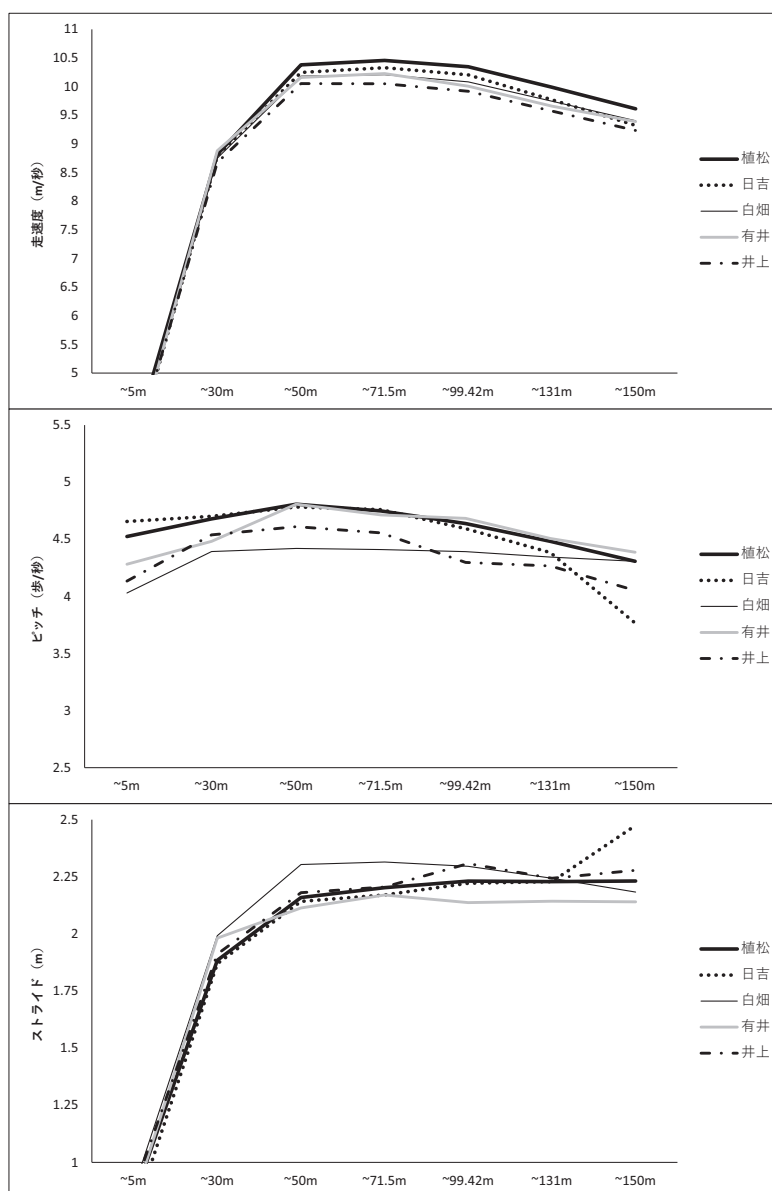 走速度（m/秒）
11
10.5
10
9.5
9
8.5
8
7.5
7
6.5
6
5.5
5
~5m ~30m ~50m ~71.5m ~99.42m ~131m ~150m
植松
日吉
白畑
有井
井上
ピッチ（歩/秒）
5.5
5
4.5
4
3.5
3
2.5
~5m ~30m ~50m ~71.5m ~99.42m ~131m ~150m
植松
日吉
白畑
有井
井上
ストライド（m）
2.5
2.25
2
1.75
1.5
1.25
1
~5m ~30m ~50m ~71.5m ~99.42m ~131m ~150m
植松
日吉
白畑
有井
井上